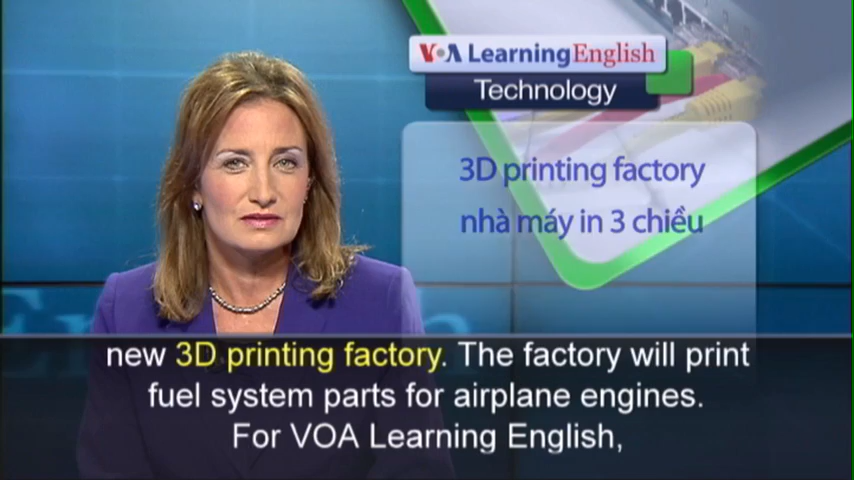 VOA Learning English
Technology
3D printing factory
nhà máy in 3 chiều
new 3D printing factory. The factory will print
fuel system parts for airplane engines.
For VOA Learning English,